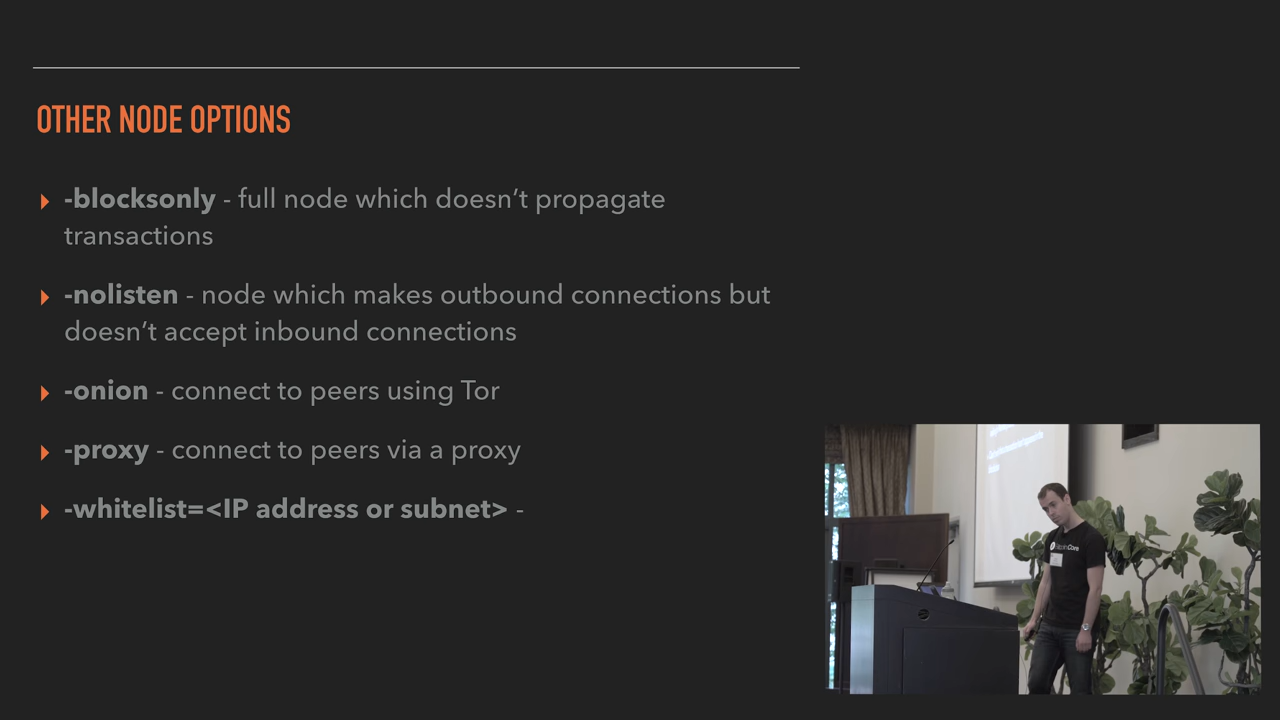 OTHER NODE OPTIONS
-blocksonly - full node which doesn’t propagate
transactions
-nolisten - node which makes outbound connections but
doesn’t accept inbound connections
-onion - connect to peers using Tor
-proxy - connect to peers via a proxy
-whitelist=<IP address or subnet> -
Core